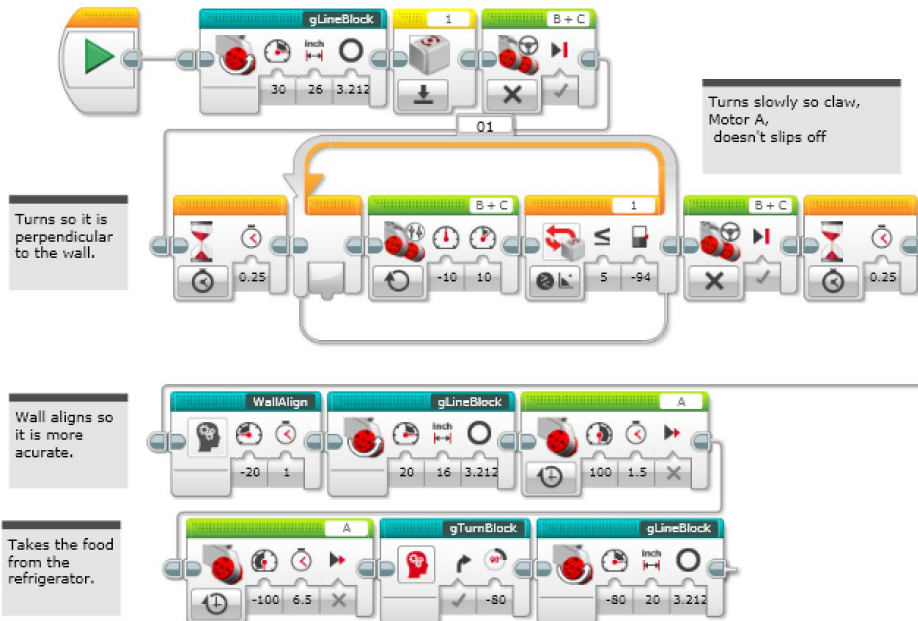 gLineBlock
1
B + C
inch
30 26 3.212
01
Turns slowly so claw,
Motor A,
doesn't slips off
Turns so it is
perpendicular
to the wall.
B + C
1
B + C
0.25
-10 10
≤
5 -94
0.25
Wall aligns so
it is more
acurate.
WallAlign
gLineBlock
A
inch
-20 1
20 16 3.212
100 1.5
Takes the food
from the
refrigerator.
A
gTurnBlock
gLineBlock
inch
-100 6.5
-80
-80 20 3.212